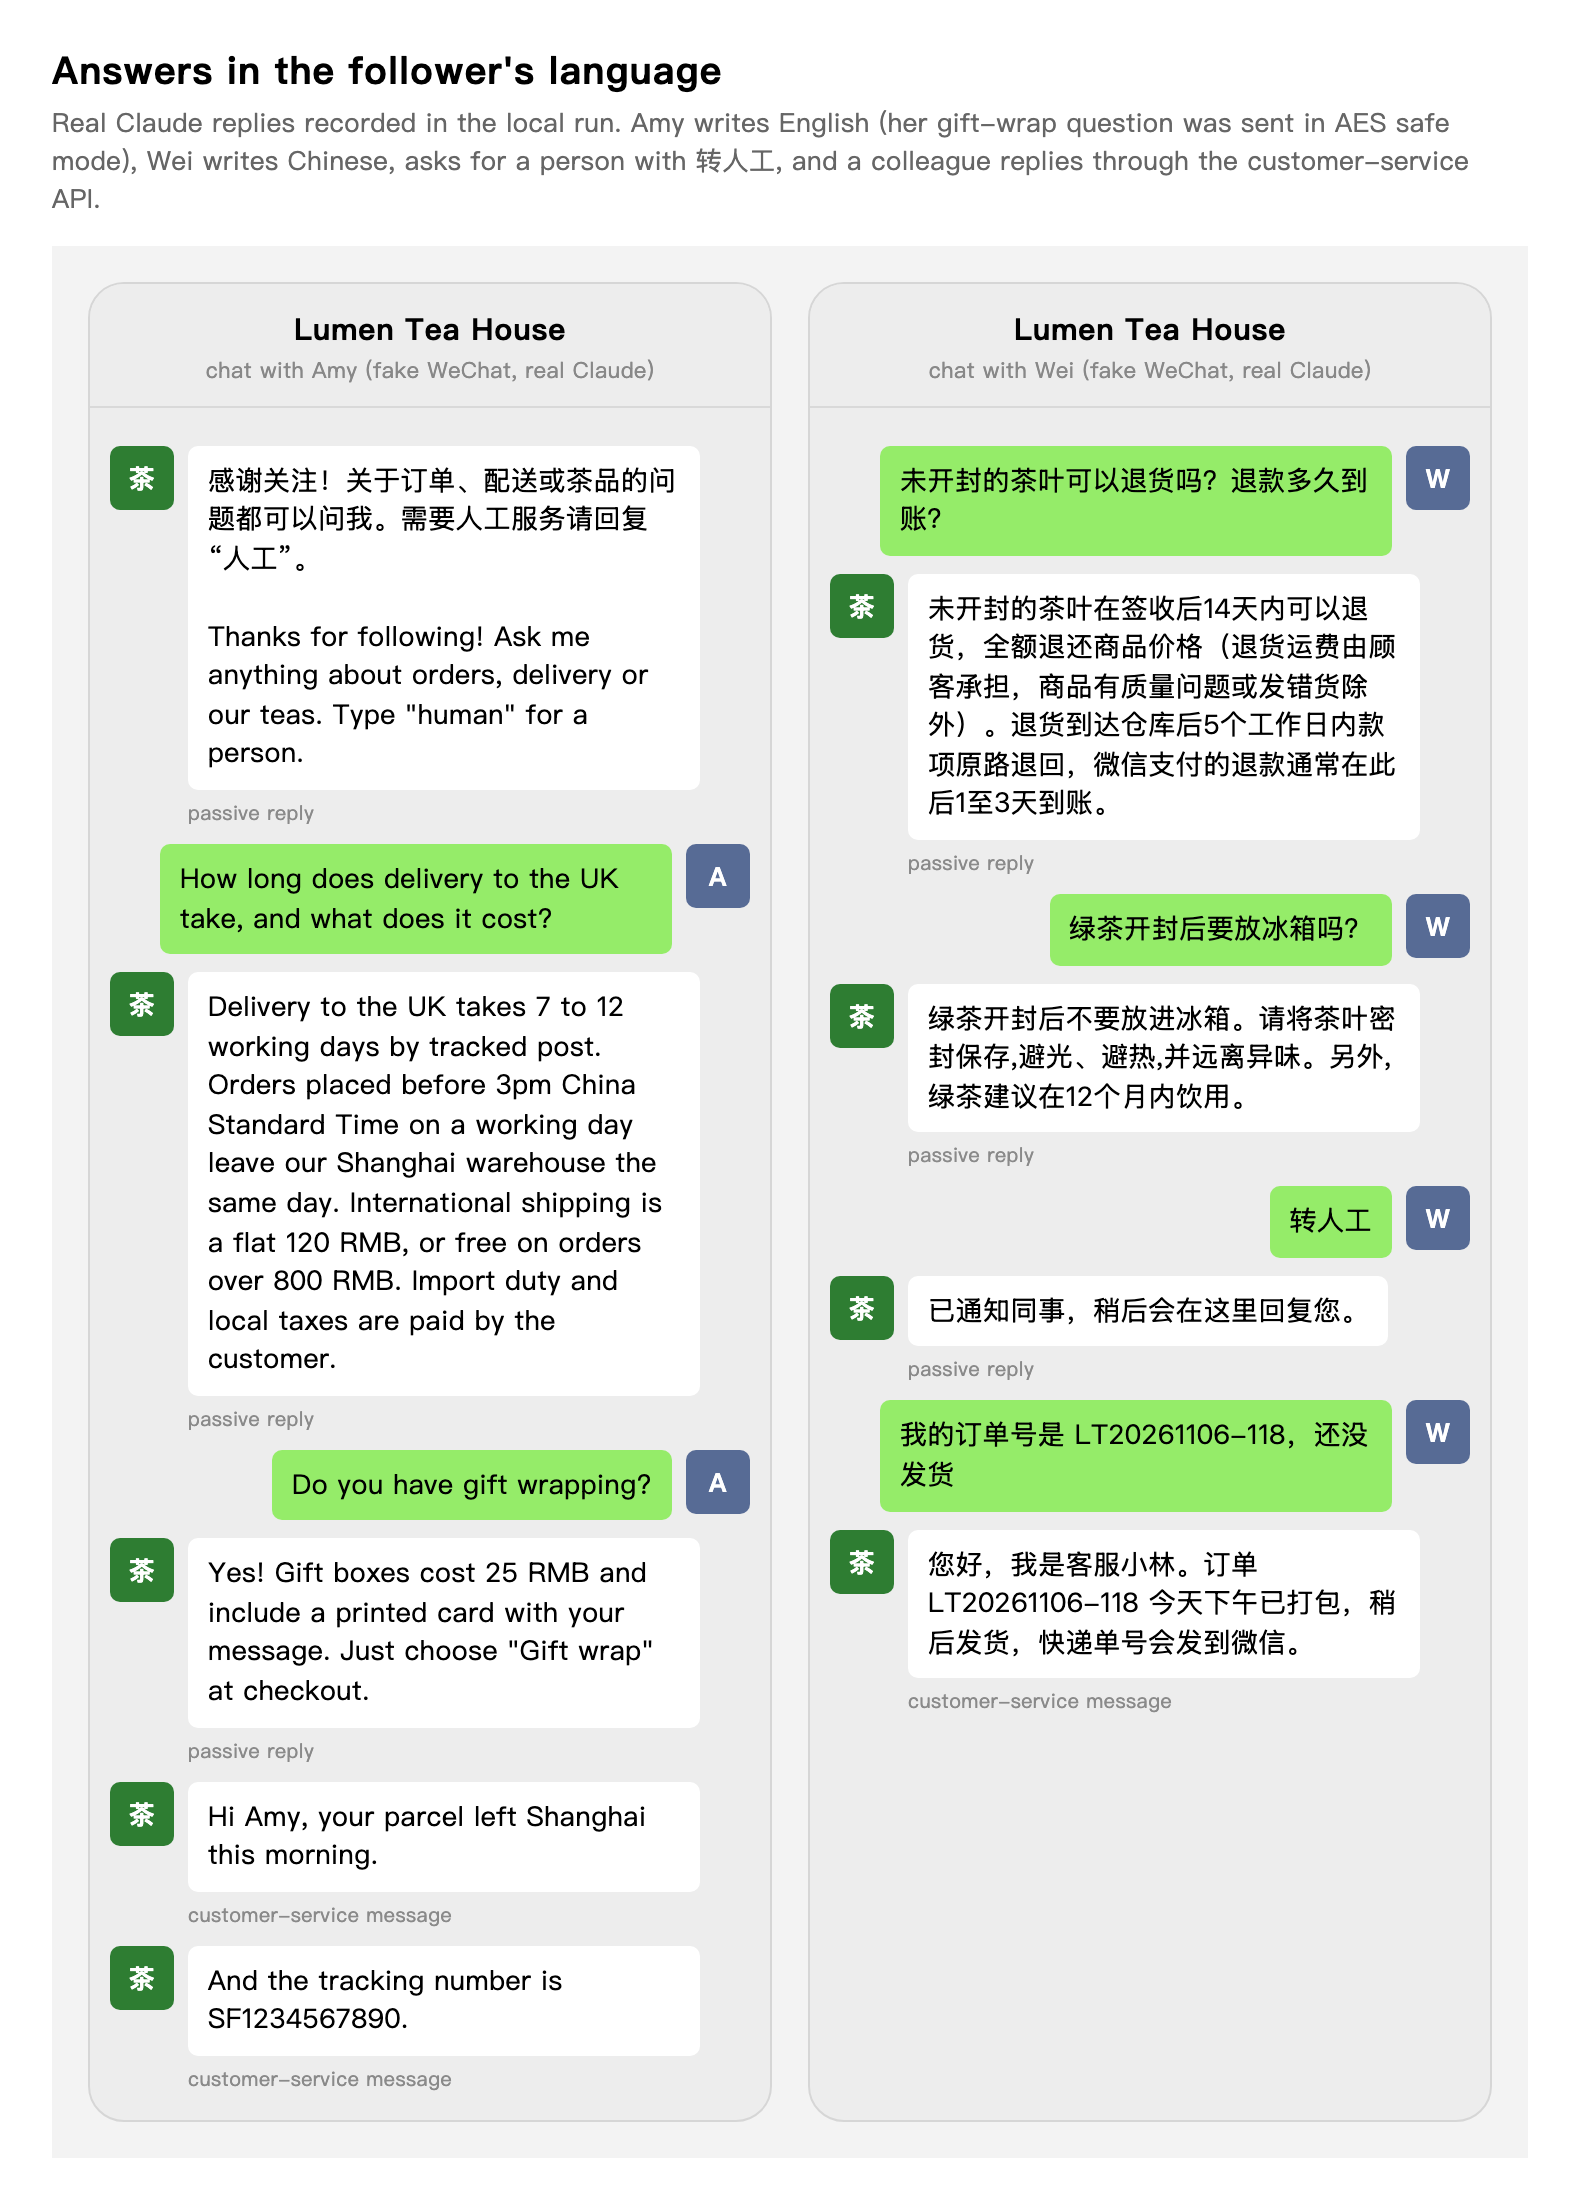 Answers in the follower's language
Real Claude replies recorded in the local run. Amy writes English (her gift-wrap question was sent in AES safe
mode), Wei writes Chinese, asks for a person with 转人工, and a colleague replies through the customer-service
API.
Lumen Tea House
chat with Amy (fake WeChat, real Claude)
茶
感谢关注！关于订单、配送或茶品的问
题都可以问我。需要人工服务请回复
“人工”。
Thanks for following! Ask me
anything about orders, delivery or
our teas. Type "human" for a
person.
passive reply
How long does delivery to the UK
take, and what does it cost?
A
茶
Delivery to the UK takes 7 to 12
working days by tracked post.
Orders placed before 3pm China
Standard Time on a working day
leave our Shanghai warehouse the
same day. International shipping is
a flat 120 RMB, or free on orders
over 800 RMB. Import duty and
local taxes are paid by the
customer.
passive reply
Do you have gift wrapping?
A
茶
Yes! Gift boxes cost 25 RMB and
include a printed card with your
message. Just choose "Gift wrap"
at checkout.
passive reply
茶
Hi Amy, your parcel left Shanghai
this morning.
customer-service message
茶
And the tracking number is
SF1234567890.
customer-service message
Lumen Tea House
chat with Wei (fake WeChat, real Claude)
未开封的茶叶可以退货吗？退款多久到
账？
W
茶
未开封的茶叶在签收后14天内可以退
货，全额退还商品价格（退货运费由顾
客承担，商品有质量问题或发错货除
外）。退货到达仓库后5个工作日内款
项原路退回，微信支付的退款通常在此
后1至3天到账。
passive reply
绿茶开封后要放冰箱吗？
W
茶
绿茶开封后不要放进冰箱。请将茶叶密
封保存,避光、避热,并远离异味。另外,
绿茶建议在12个月内饮用。
passive reply
转人工
W
茶
已通知同事，稍后会在这里回复您。
passive reply
我的订单号是 LT20261106-118，还没
发货
W
茶
您好，我是客服小林。订单
LT20261106-118 今天下午已打包，稍
后发货，快递单号会发到微信。
customer-service message